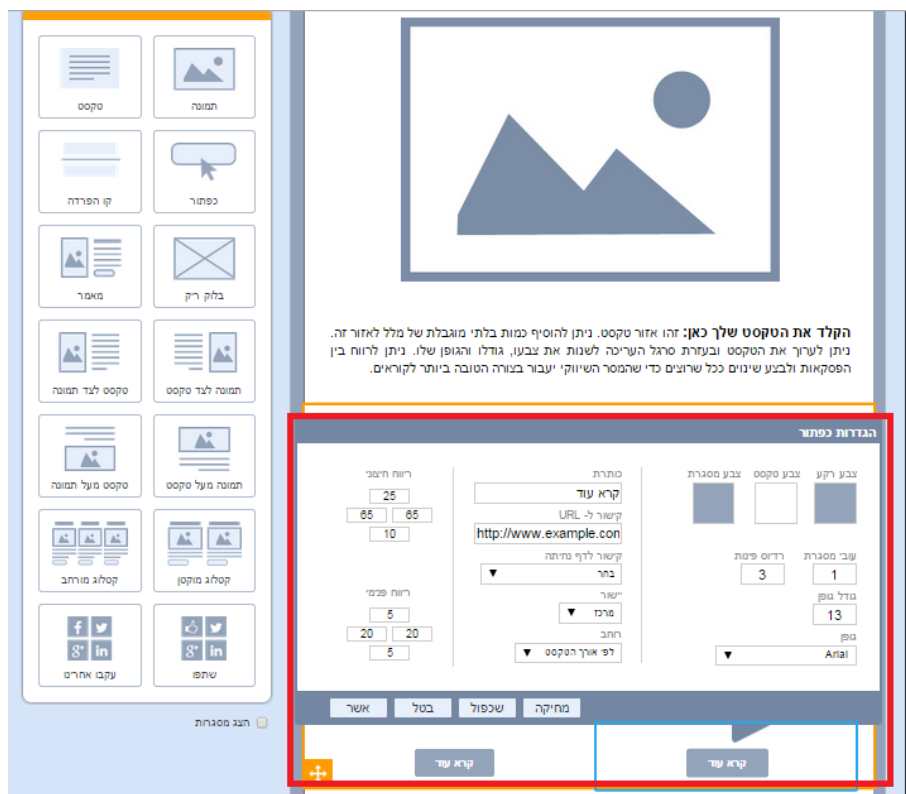 תמונה
טקסט
כפתור
קו הפרדה
בלוק ריק
מאמר
תמונה לצד טקסט
טקסט לצד תמונה
תמונה מעל טקסט
טקסט מעל תמונה
קטלוג מוקטן
קטלוג מורחב
שתפו
עקבו אחרינו
הצג מסגרות
הקלד את הטקסט שלך כאן: זהו אזור טקסט. ניתן להוסיף כמות בלתי מוגבלת של מלל לאזור זה.
ניתן לערוך את הטקסט ובעזרת סרגל העריכה לשנות את צבעו, גודלו והגופן שלו. ניתן לרווח בין
הפסקאות ולבצע שינוים ככל שרוצים כדי שהמסר השיווקי יעבור בצורה הטובה ביותר לקוראים.
הגדרות כפתור
צבע רקע
צבע טקסט
צבע מסגרת
עובי מסגרת
רדיוס פינות
1
3
גודל גופן
13
גופן
Arial
כותרת
קרא עוד
קישור ל- URL
http://www.example.con
קישור לדף נחיתה
בחר
יישור
מרכז
רוחב
לפי אורך הטקסט
ריווח חיצוני
25
65 65
10
ריווח פנימי
5
20 20
5
מחיקה
שכפול
בטל
אשר
קרא עוד
קרא עוד